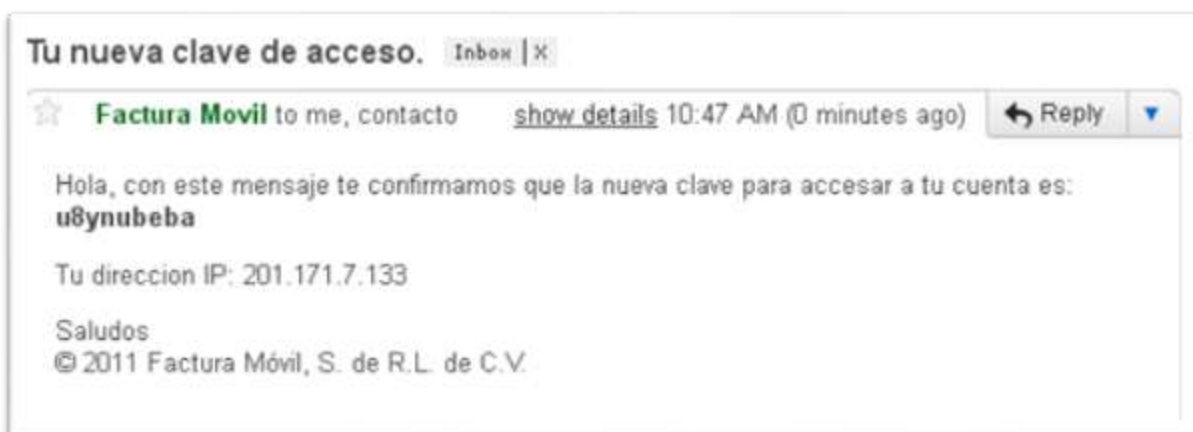 Tu nueva clave de acceso. Inbox | X
Factura Movil to me, contacto show details 10:47 AM (0 minutes ago) Reply
Hola, con este mensaje te confirmamos que la nueva clave para accesar a tu cuenta es:
u8ynubeba
Tu direccion IP: 201.171.7.133
Saludos
© 2011 Factura Móvil, S. de R.L. de C.V.